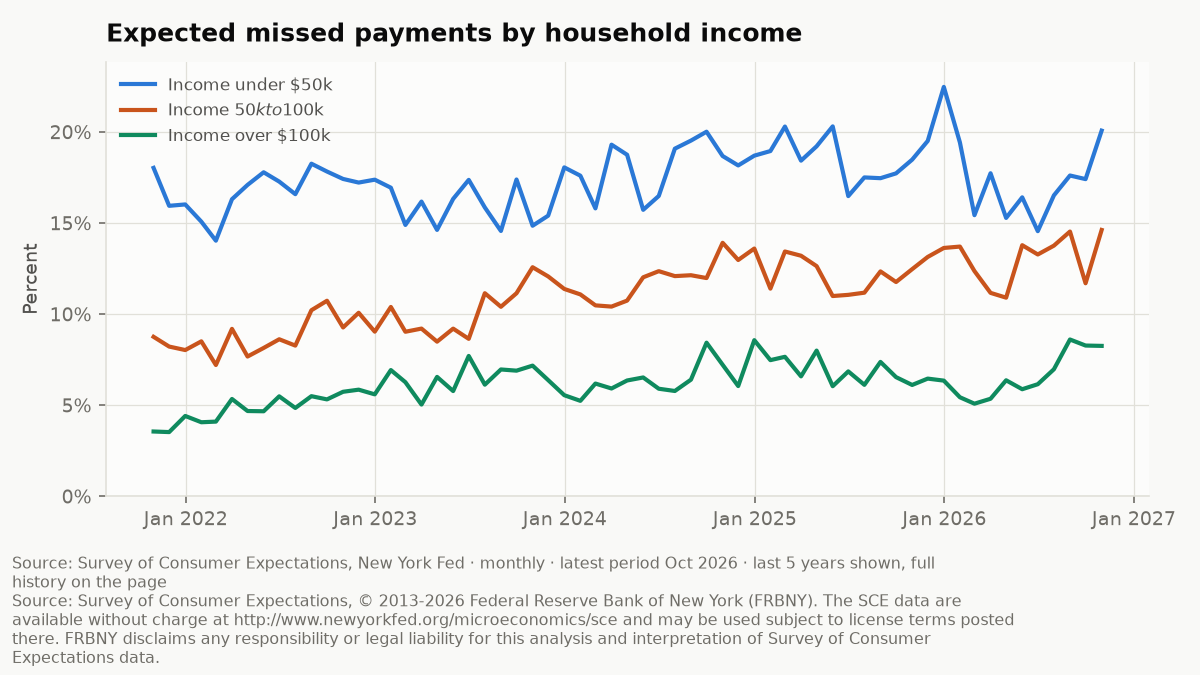 Expected missed payments by household income
Income under $50k
Income 50kto100k
Income over $100k
20%
15%
10%
5%
0%
Percent
Jan 2022
Jan 2023
Jan 2024
Jan 2025
Jan 2026
Jan 2027
Source: Survey of Consumer Expectations, New York Fed · monthly · latest period Oct 2026 · last 5 years shown, full
history on the page
Source: Survey of Consumer Expectations, © 2013-2026 Federal Reserve Bank of New York (FRBNY). The SCE data are
available without charge at http://www.newyorkfed.org/microeconomics/sce and may be used subject to license terms posted
there. FRBNY disclaims any responsibility or legal liability for this analysis and interpretation of Survey of Consumer
Expectations data.